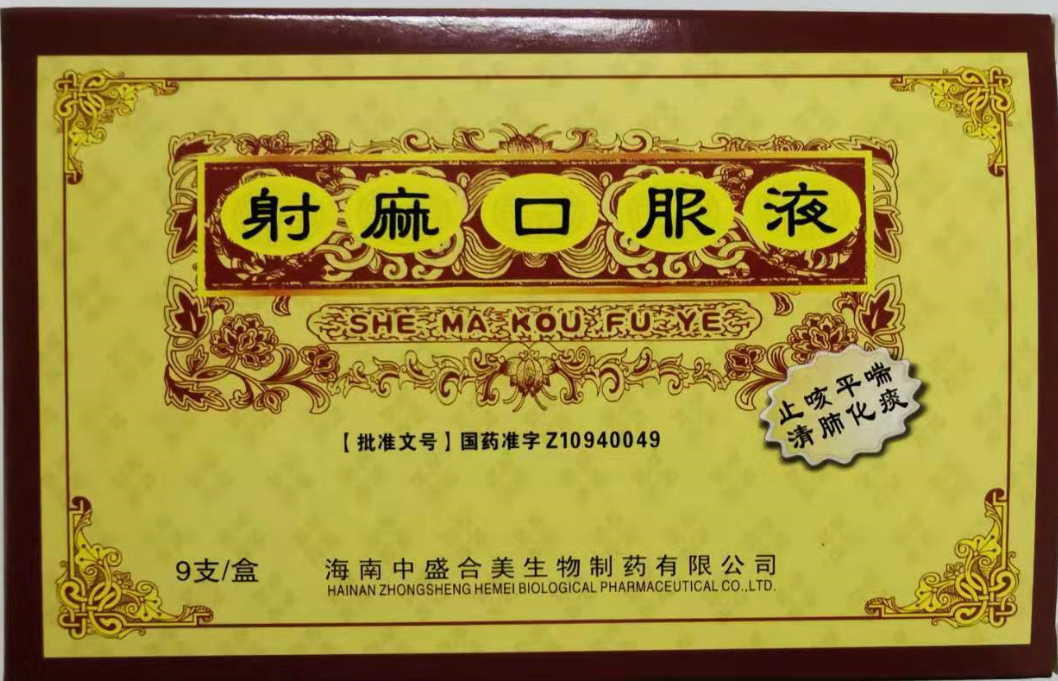 射麻口服液
SHE MA KOU FU YE
止咳平喘
清肺化痰
【批准文号】国药准字Z10940049
9支/盒
海南中盛合美生物制药有限公司
HAINAN ZHONGSHENG HEMEI BIOLOGICAL PHARMACEUTICAL CO.,LTD.